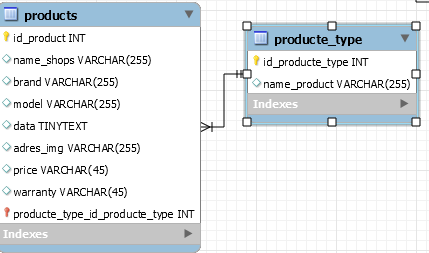 products
id_product INT
name_shops VARCHAR(255)
brand VARCHAR(255)
model VARCHAR(255)
data TINYTEXT
adres_img VARCHAR(255)
price VARCHAR(45)
warranty VARCHAR(45)
producte_type_id_producte_type INT
Indexes
producte_type
id_producte_type INT
name_product VARCHAR(255)
Indexes